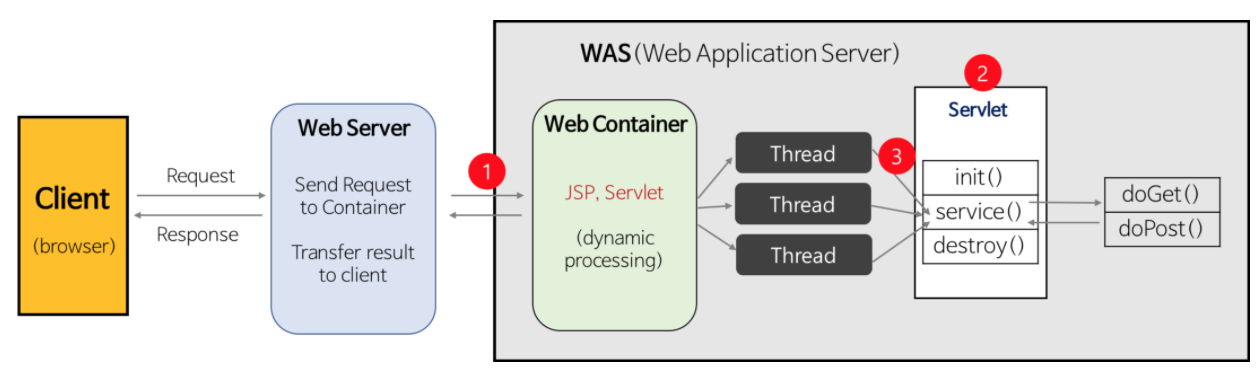 WAS(Web Application Server)
Client
(browser)
Request
Response
Web Server
Send Request
to Container
Transfer result
to client
1
Web Container
JSP, Servlet
(dynamic
processing)
Thread
Thread
Thread
3
2
Servlet
init()
service()
destroy()
doGet()
doPost()